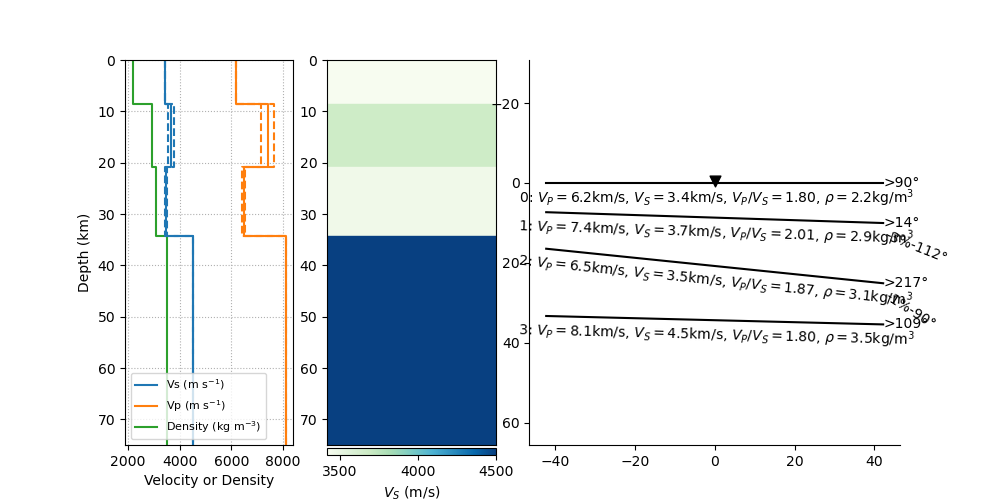 0
10
20
30
40
50
60
70
Depth (km)
2000 4000 6000 8000
Velocity or Density
Vs (m s⁻¹)
Vp (m s⁻¹)
Density (kg m⁻³)
0
10
20
30
40
50
60
70
3500 4000 4500
V_S (m/s)
−20
0
20
40
60
−40 −20 0 20 40
>90°
0: V_P = 6.2km/s, V_S = 3.4km/s, V_P/V_S = 1.80, ρ = 2.2kg/m³
>14°
1: V_P = 7.4km/s, V_S = 3.7km/s, V_P/V_S = 2.01, ρ = 2.9kg/m³
>217°
2: V_P = 6.5km/s, V_S = 3.5km/s, V_P/V_S = 1.87, ρ = 3.1kg/m³
>109°
3: V_P = 8.1km/s, V_S = 4.5km/s, V_P/V_S = 1.80, ρ = 3.5kg/m³